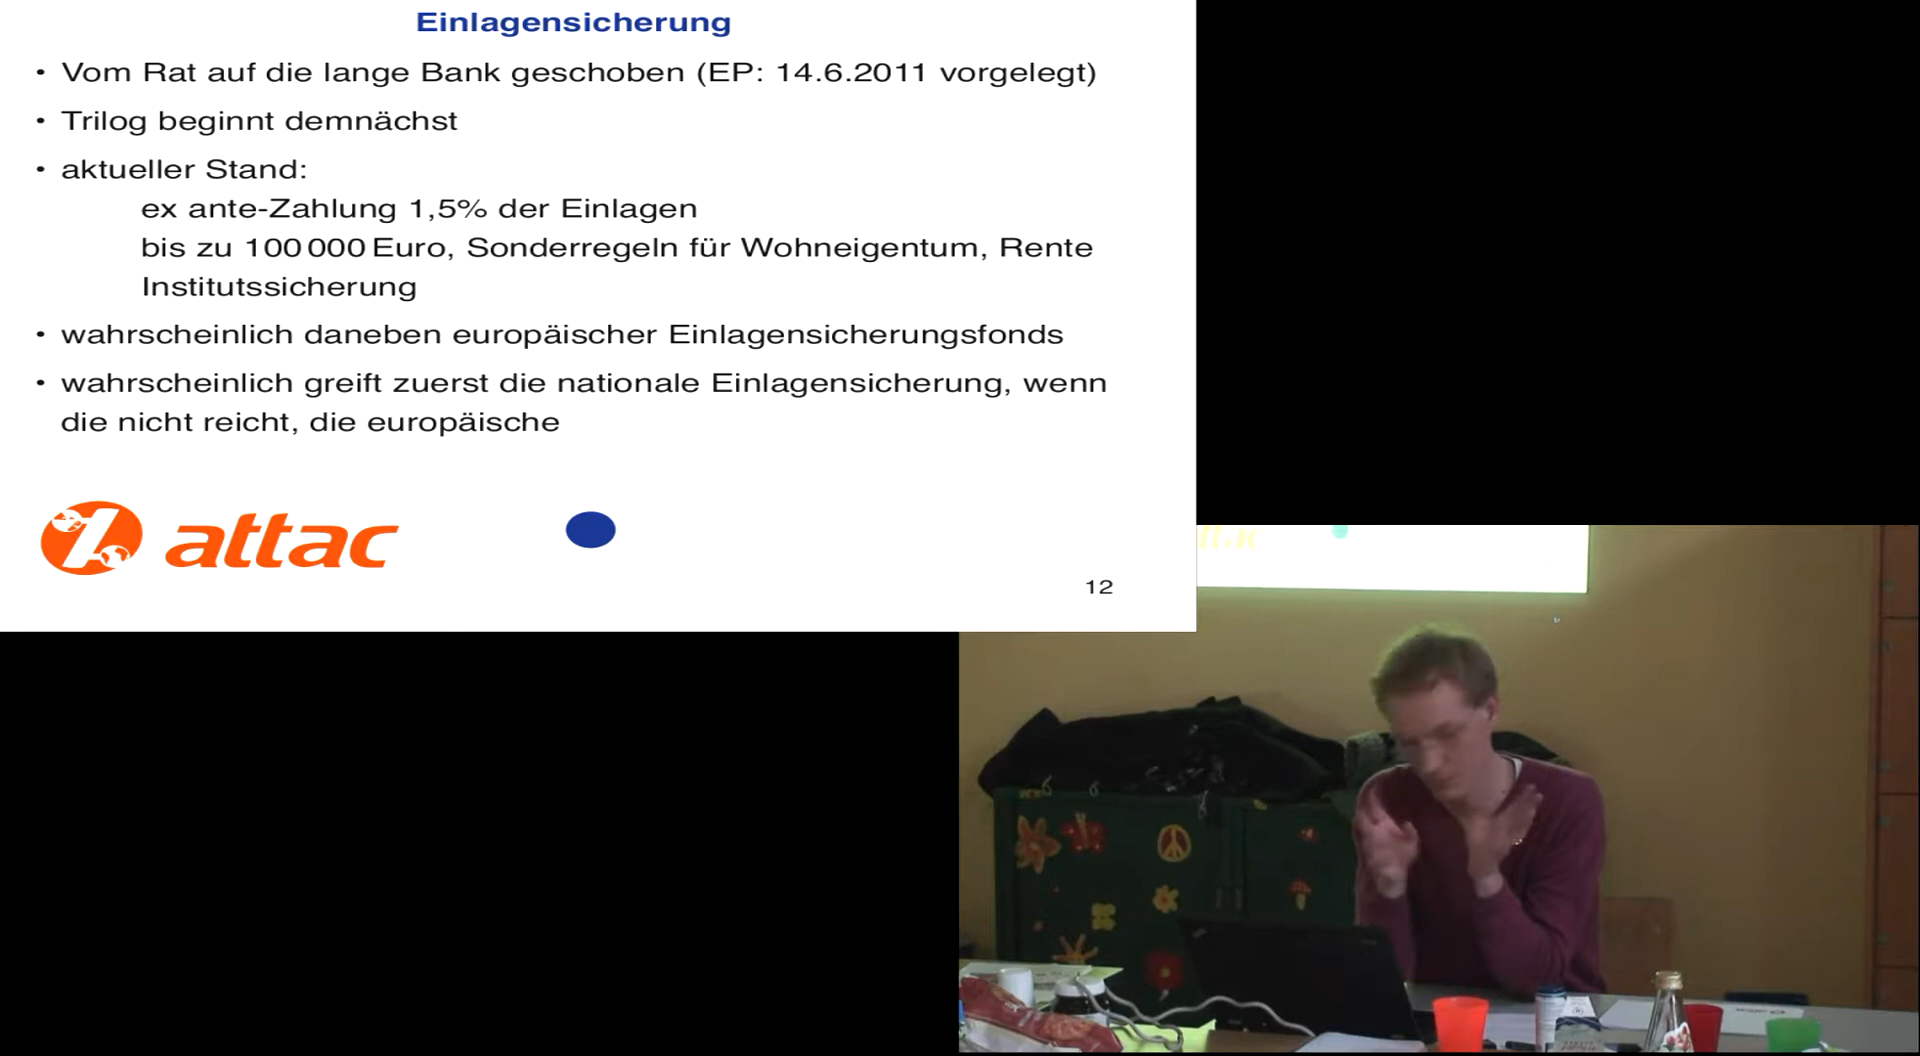 Einlagensicherung
• Vom Rat auf die lange Bank geschoben (EP: 14.6.2011 vorgelegt)
• Trilog beginnt demnächst
• aktueller Stand:
ex ante-Zahlung 1,5% der Einlagen
bis zu 100 000 Euro, Sonderregeln für Wohneigentum, Rente
Institutssicherung
• wahrscheinlich daneben europäischer Einlagensicherungsfonds
• wahrscheinlich greift zuerst die nationale Einlagensicherung, wenn
die nicht reicht, die europäische
attac
12